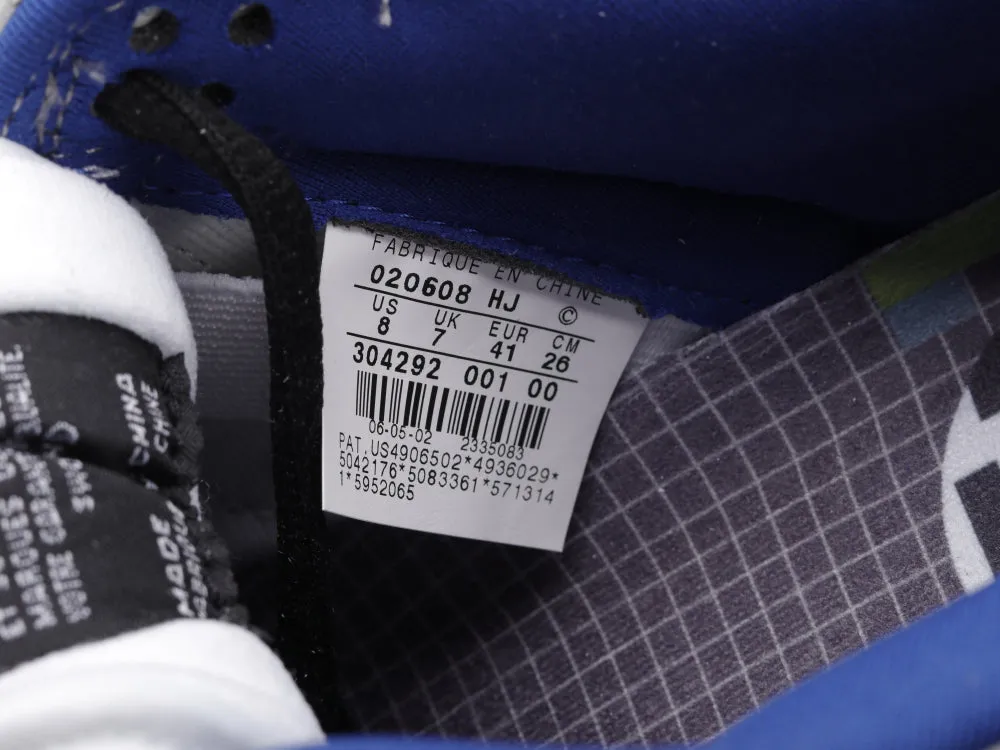 FABRIQUE EN CHINE
020608 HJ ©
US UK EUR CM
8 7 41 26
304292 001 00
06-05-02 2335083
PAT.US4906502*4936029*
5042176*5083361*571314
1*5952065
CHINA
CHINE
MADE
MARQUES
VOTRE